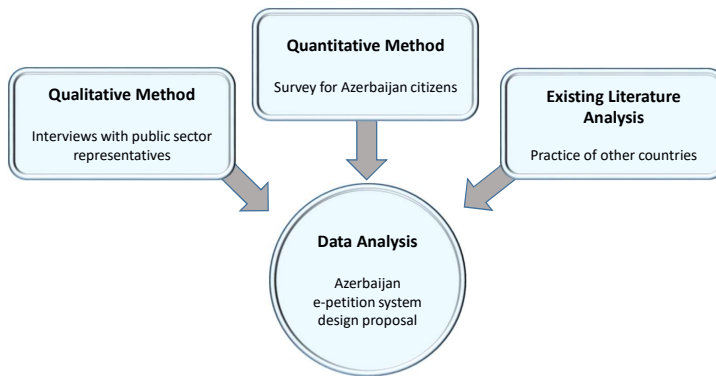 Qualitative Method
Interviews with public sector
representatives
Quantitative Method
Survey for Azerbaijan citizens
Existing Literature
Analysis
Practice of other countries
Data Analysis
Azerbaijan
e-petition system
design proposal